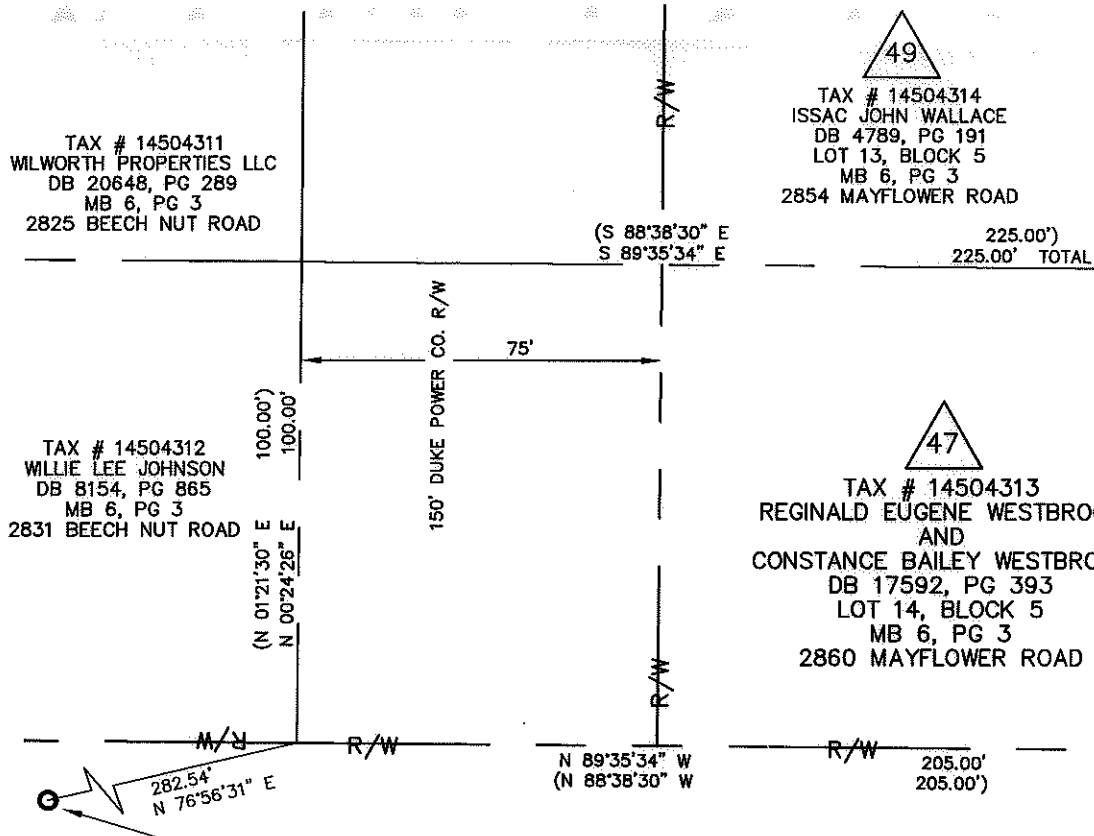 49
TAX # 14504314
ISSAC JOHN WALLACE
DB 4789, PG 191
LOT 13, BLOCK 5
MB 6, PG 3
2854 MAYFLOWER ROAD
R/W
TAX # 14504311
WILWORTH PROPERTIES LLC
DB 20648, PG 289
MB 6, PG 3
2825 BEECH NUT ROAD
(S 88°38'30" E 225.00')
S 89°35'34" E 225.00' TOTAL
75'
150' DUKE POWER CO. R/W
(N 01°21'30" E 100.00')
N 00°24'26" E 100.00'
TAX # 14504312
WILLIE LEE JOHNSON
DB 8154, PG 865
MB 6, PG 3
2831 BEECH NUT ROAD
47
TAX # 14504313
REGINALD EUGENE
AND
CONSTANCE BAILEY
DB 17592, PG 393
LOT 14, BLOCK 5
MB 6, PG 3
2860 MAYFLOWER ROAD
R/W
R/W
R/W
R/W
N 89°35'34" W 205.00'
(N 88°38'30" W 205.00')
282.54'
N 76°56'31" E